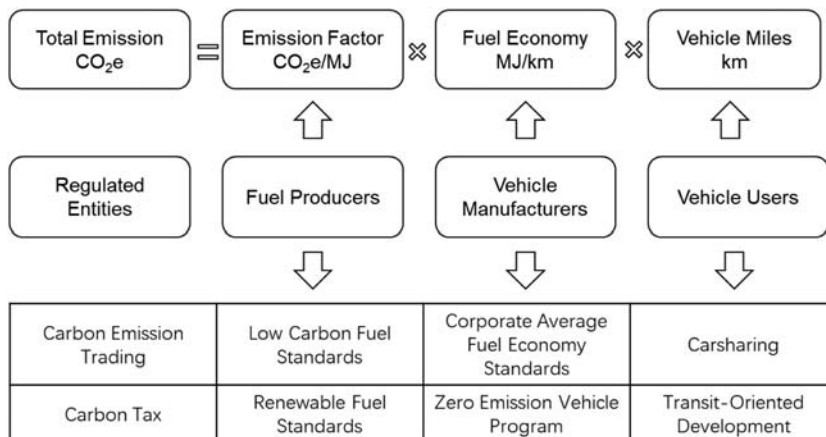 Total Emission
CO₂e
=
Emission Factor
CO₂e/MJ
×
Fuel Economy
MJ/km
×
Vehicle Miles
km
Regulated
Entities
Fuel Producers
Vehicle
Manufacturers
Vehicle Users
Carbon Emission
Trading
Low Carbon Fuel
Standards
Corporate Average
Fuel Economy
Standards
Carsharing
Carbon Tax
Renewable Fuel
Standards
Zero Emission Vehicle
Program
Transit-Oriented
Development